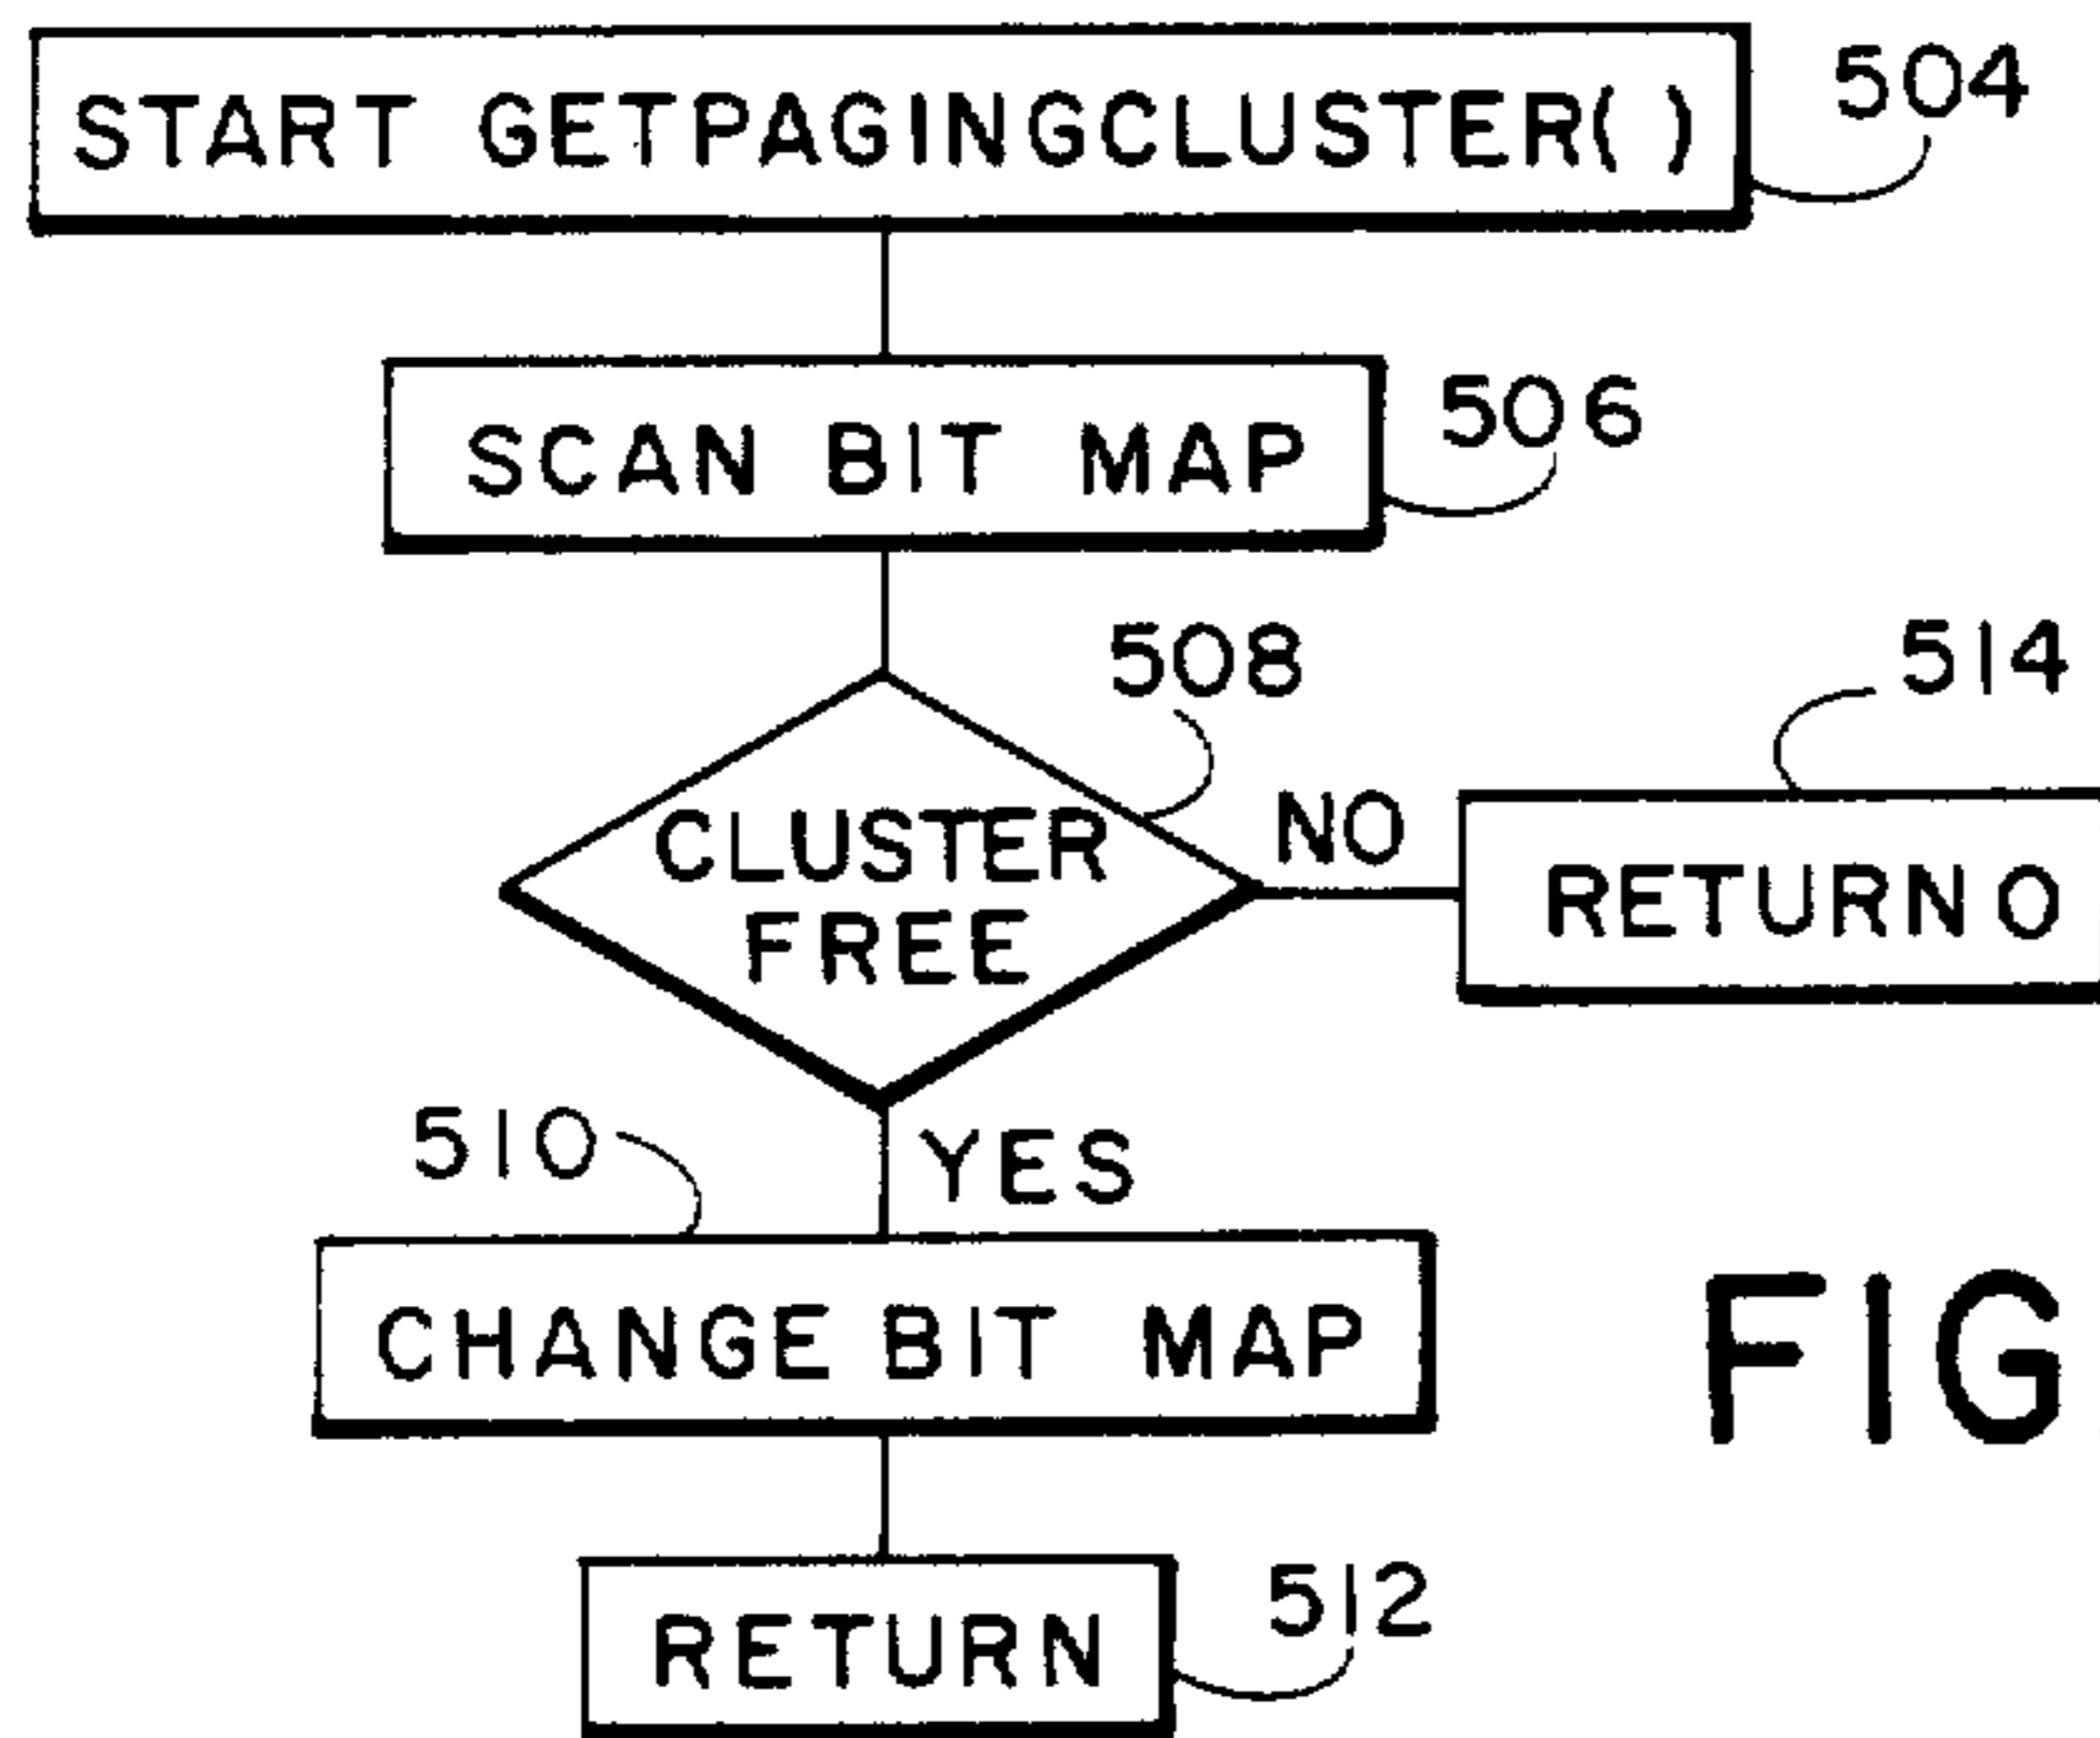 START GETPAGINGCLUSTER( )
504
SCAN BIT MAP
506
508
514
CLUSTER
FREE
NO
RETURN 0
510
YES
CHANGE BIT MAP
FIG
RETURN
512